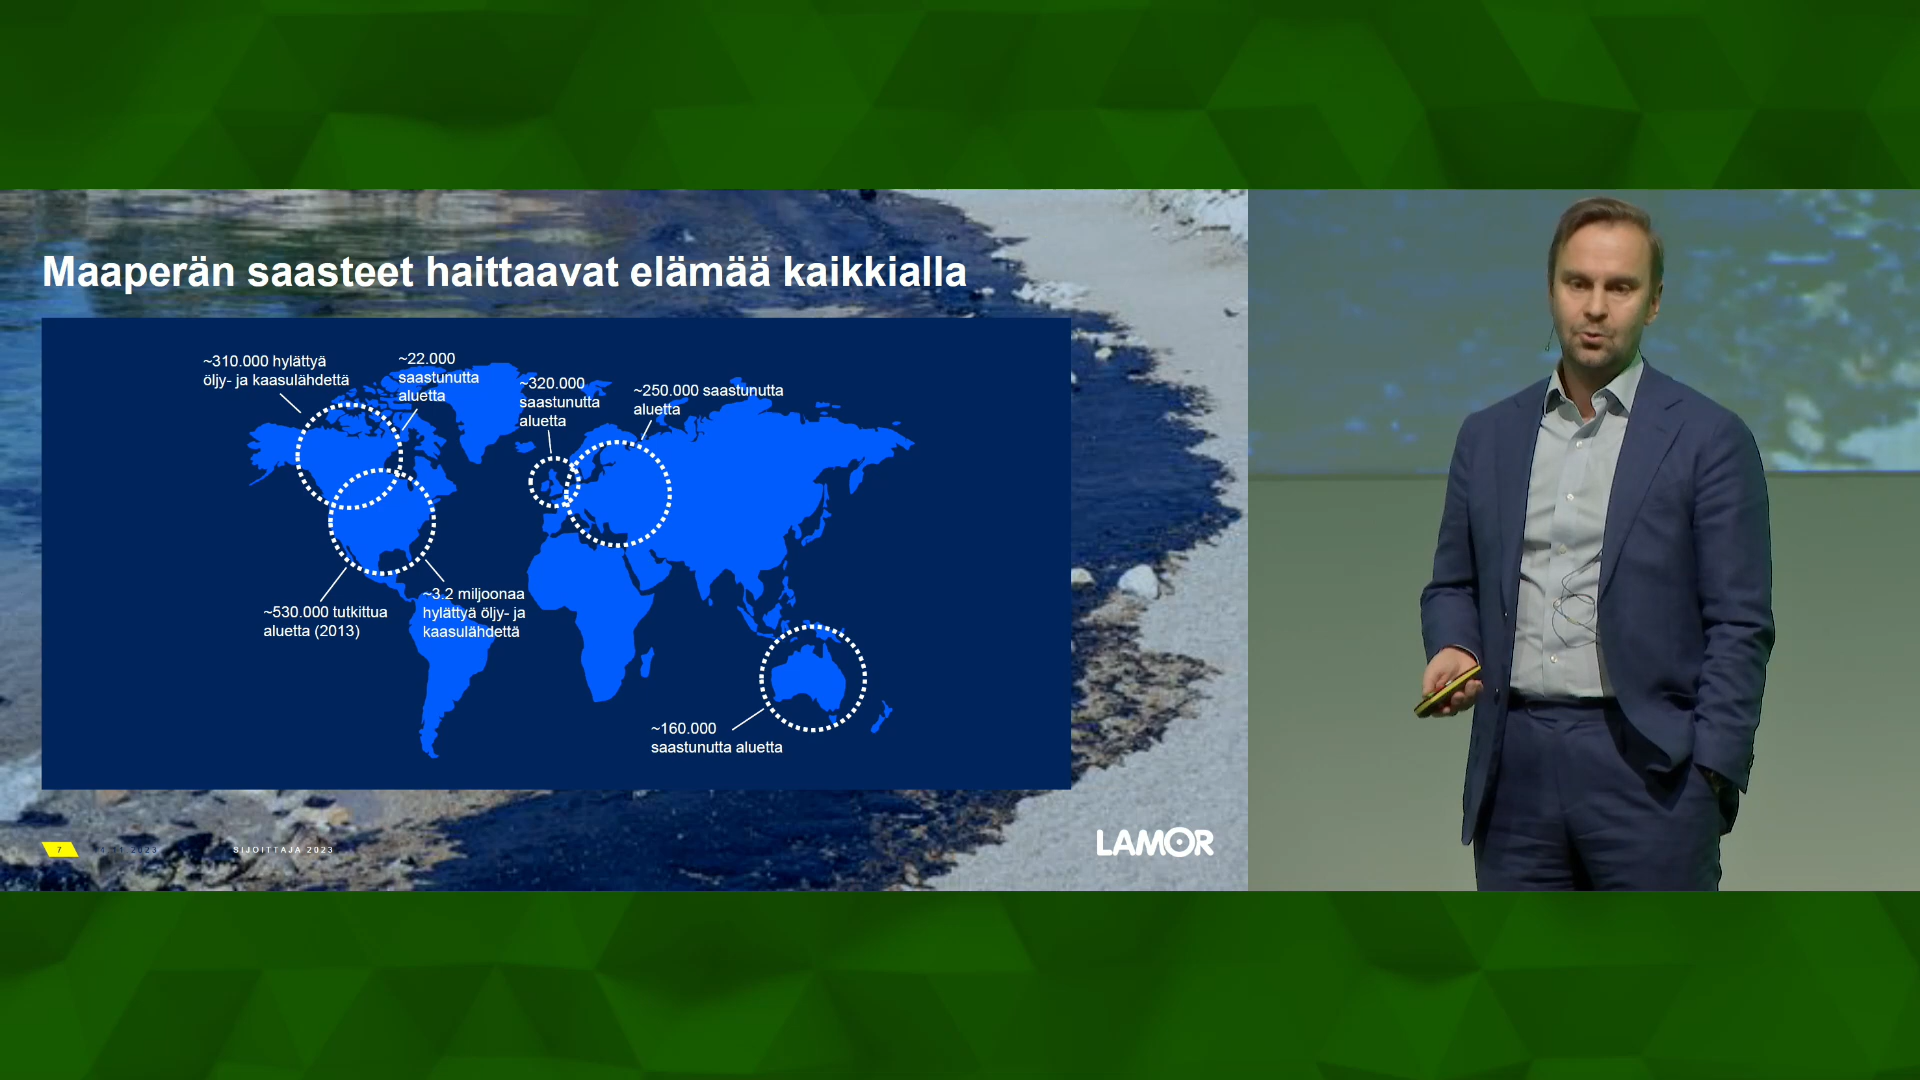 Maaperän saasteet haittaavat elämää kaikkialla
~310.000 hylättyä
öljy- ja kaasulähdettä
~22.000
saastunutta
aluetta
~320.000
saastunutta
aluetta
~250.000 saastunutta
aluetta
~530.000 tutkittua
aluetta (2013)
~3.2 miljoonaa
hylättyä öljy- ja
kaasulähdettä
~160.000
saastunutta aluetta
7
SIJOITTAJA 2023
LAMOR